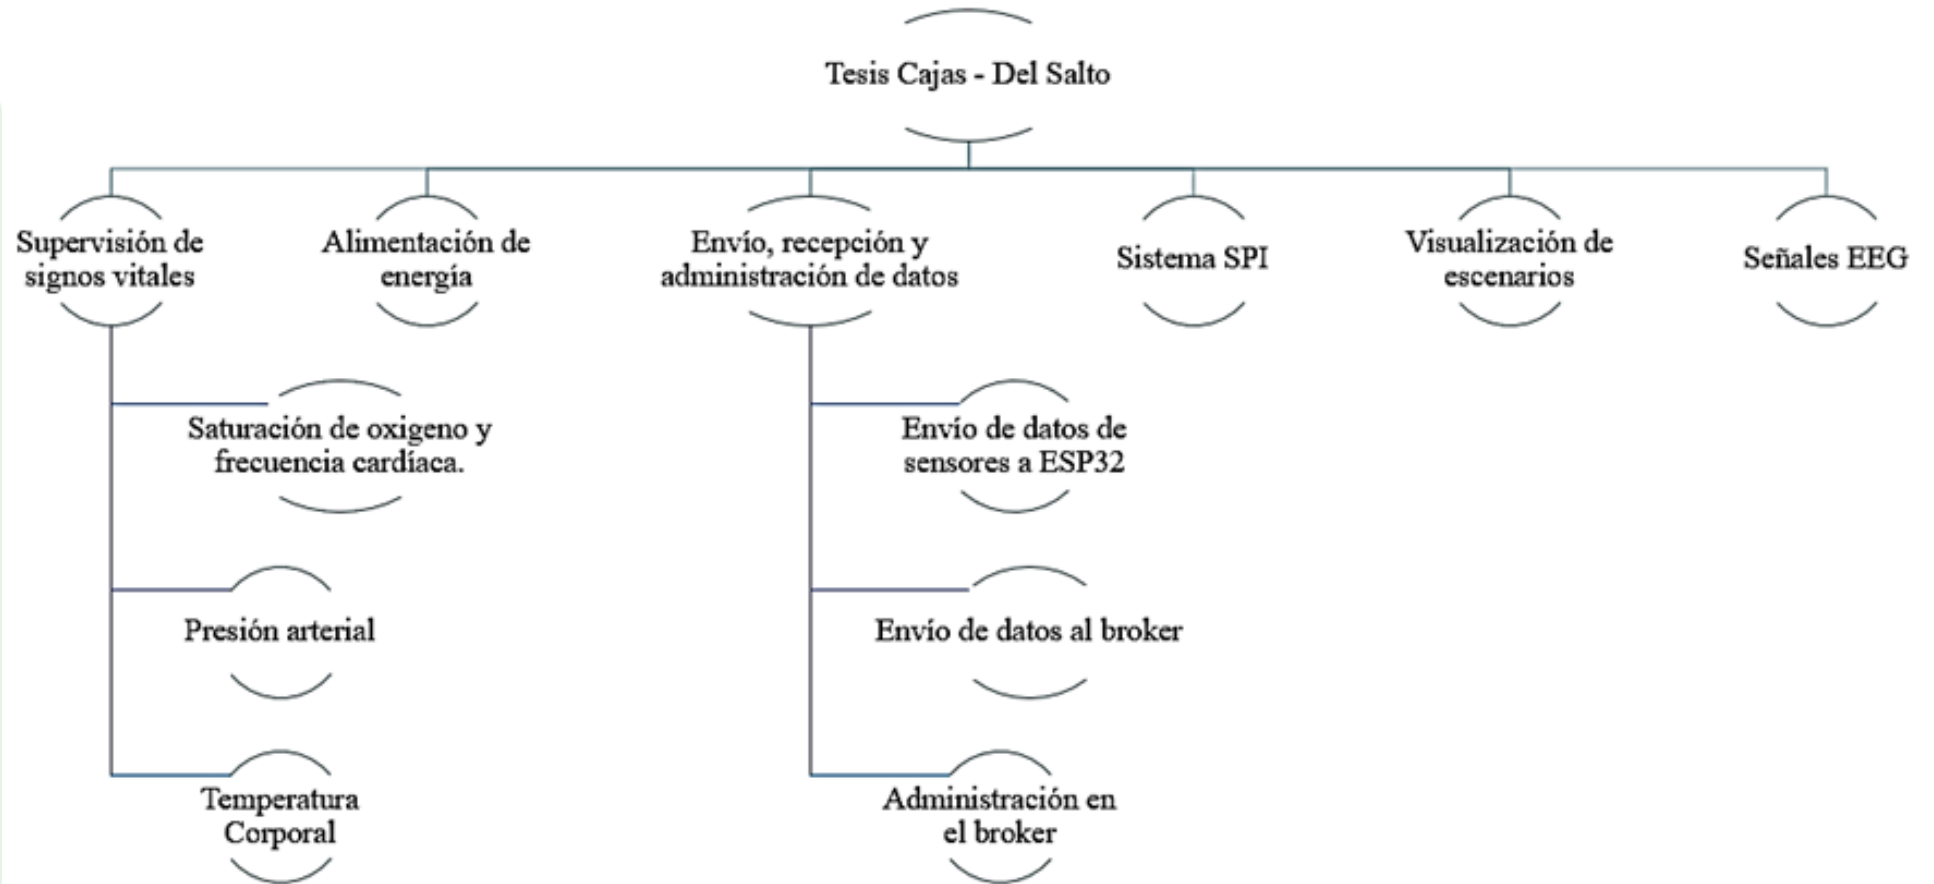 Tesis Cajas - Del Salto
Supervisión de
signos vitales
Alimentación de
energía
Envío, recepción y
administración de datos
Sistema SPI
Visualización de
escenarios
Señales EEG
Saturación de oxigeno y
frecuencia cardíaca.
Presión arterial
Temperatura
Corporal
Envío de datos de
sensores a ESP32
Envío de datos al broker
Administración en
el broker